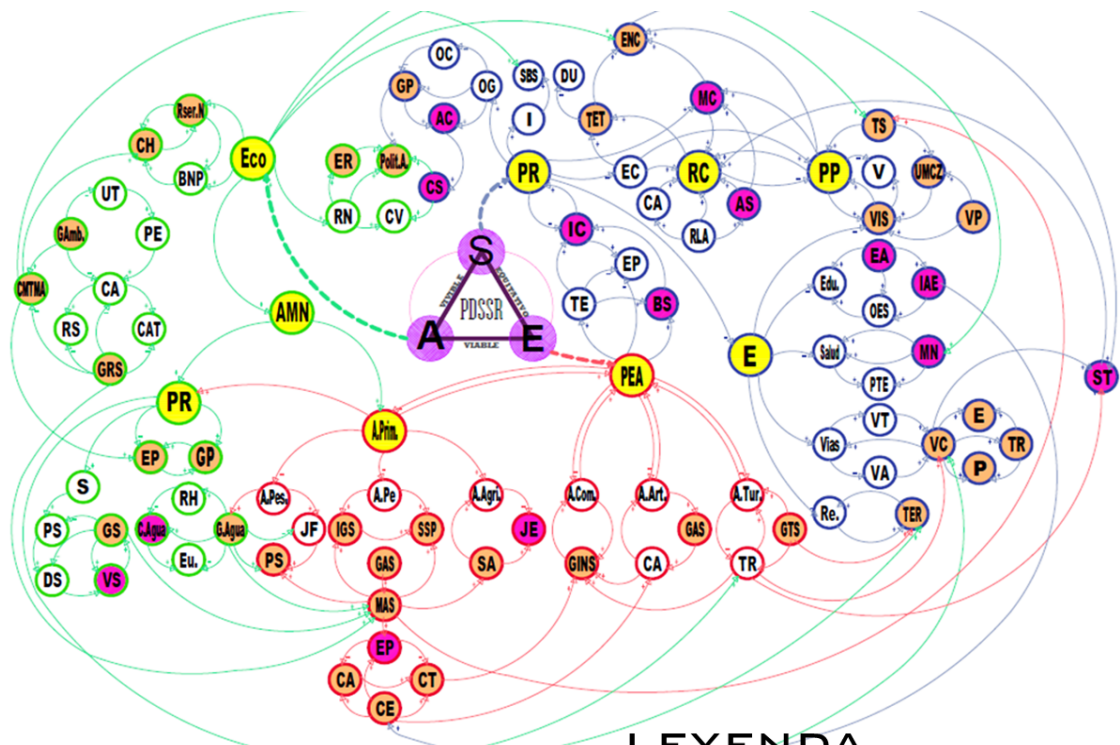 ENC
OC
SBS
DU
GP
OG
MC
Rser.N
AC
I
TET
TS
CH
Eco
ER
Polit.A.
PR
EC
RC
PP
V
UMCZ
BNP
CS
UT
RN
CV
CA
AS
VIS
VP
GAmb.
PE
IC
RLA
S
EP
EA
VIVIBLE
EQUITATIVO
PDSSR
CMTMA
CA
TE
BS
Edu.
IAE
OES
AMN
RS
CAT
A
E
VIABLE
E
Salud
MN
GRS
PEA
PTE
ST
PR
A.Prim.
VT
E
Vias
VC
TR
EP
GP
VA
P
S
RH
A.Pes.
A.Pe
A.Agri.
A.Com.
A.Art.
A.Tur.
Re.
TER
PS
GS
C.Agua
G.Agua
JF
IGS
SSP
JE
GAS
GTS
Eu.
PS
GAS
SA
GINS
CA
TR
DS
VS
MAS
EP
CA
CT
CE
LEYENDA